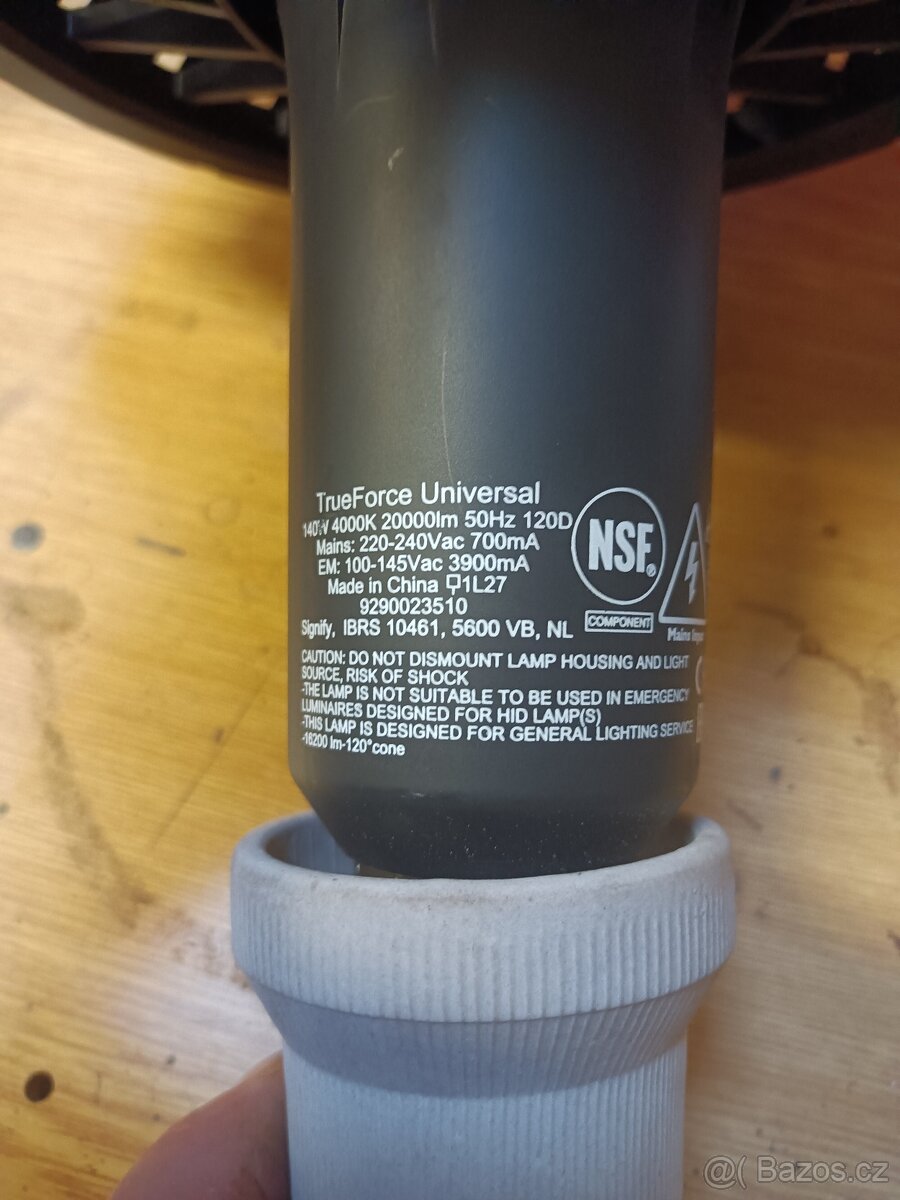 TrueForce Universal
140W 4000K 20000lm 50Hz 120D
Mains: 220-240Vac 700mA
EM: 100-145Vac 3900mA
Made in China 1L27
9290023510
Signify, IBRS 10461, 5600 VB, NL
NSF®
COMPONENT
Mains
CAUTION: DO NOT DISMOUNT LAMP HOUSING AND LIGHT
SOURCE, RISK OF SHOCK
-THE LAMP IS NOT SUITABLE TO BE USED IN EMERGENCY
LUMINAIRES DESIGNED FOR HID LAMP(S)
-THIS LAMP IS DESIGNED FOR GENERAL LIGHTING SERVICE
-16200 lm-120°cone
@( Bazos.cz